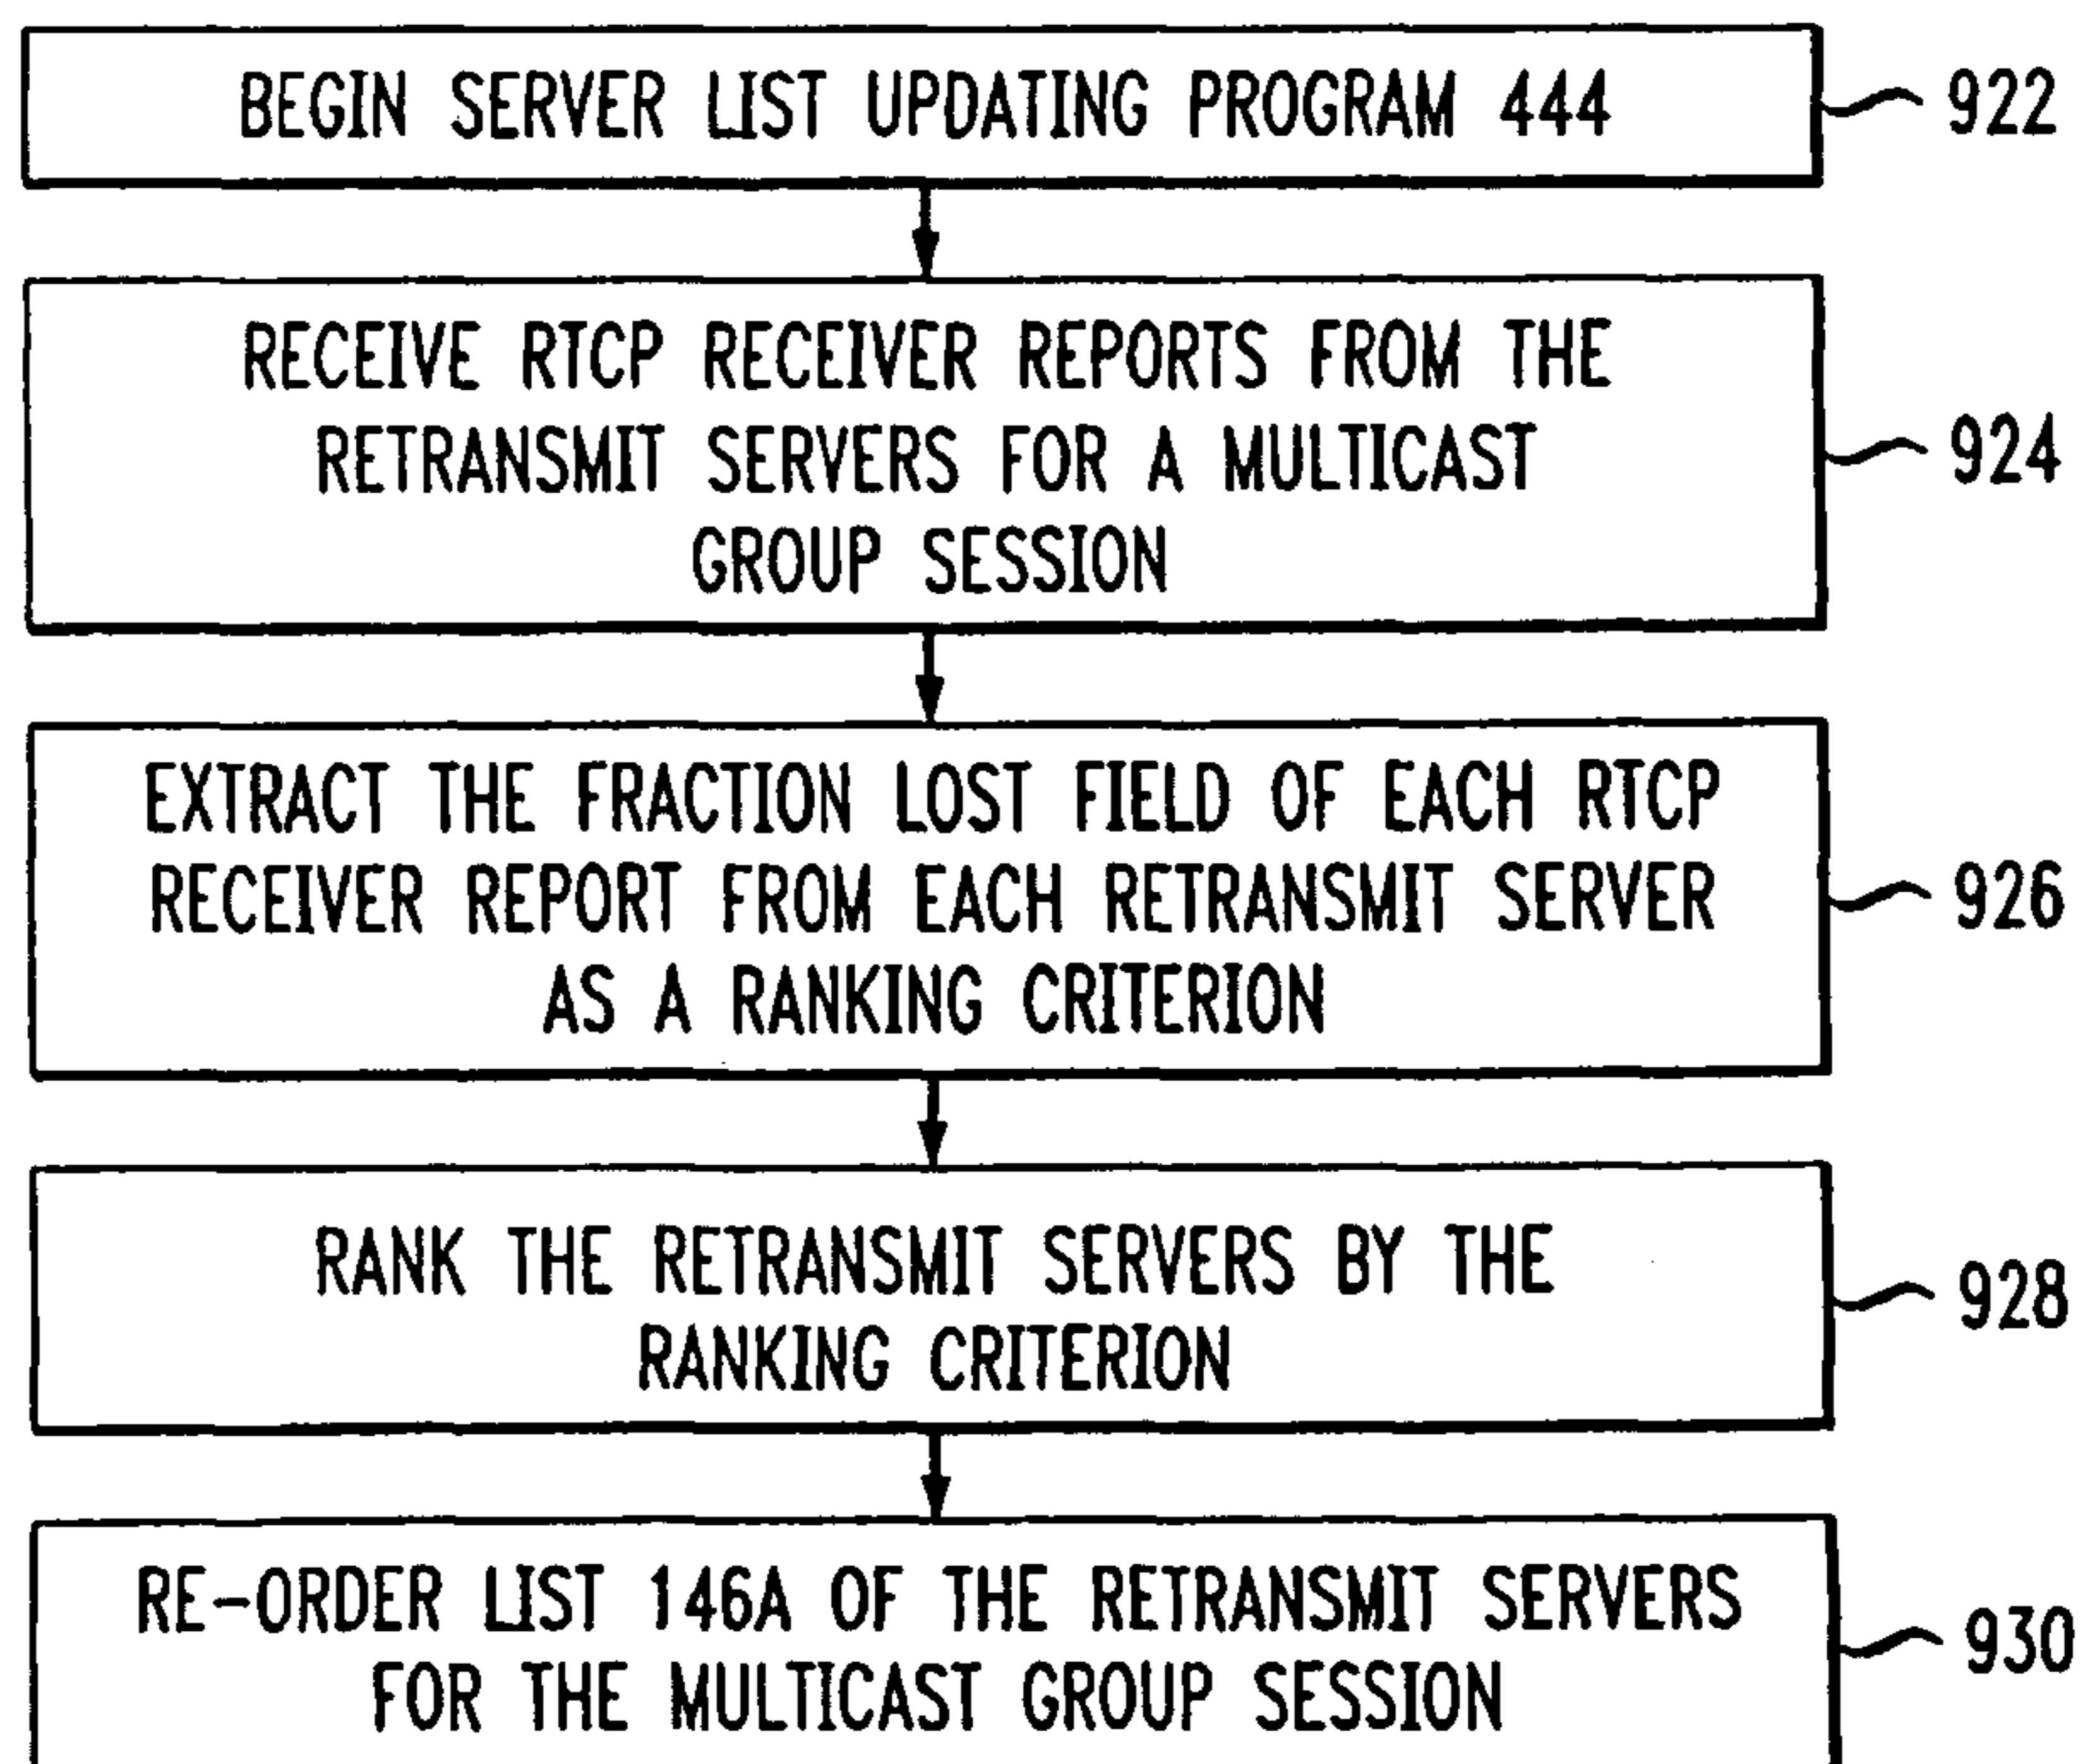 BEGIN SERVER LIST UPDATING PROGRAM 444
922
RECEIVE RTCP RECEIVER REPORTS FROM THE
RETRANSMIT SERVERS FOR A MULTICAST
GROUP SESSION
924
EXTRACT THE FRACTION LOST FIELD OF EACH RTCP
RECEIVER REPORT FROM EACH RETRANSMIT SERVER
AS A RANKING CRITERION
926
RANK THE RETRANSMIT SERVERS BY THE
RANKING CRITERION
928
RE-ORDER LIST 146A OF THE RETRANSMIT SERVERS
FOR THE MULTICAST GROUP SESSION
930